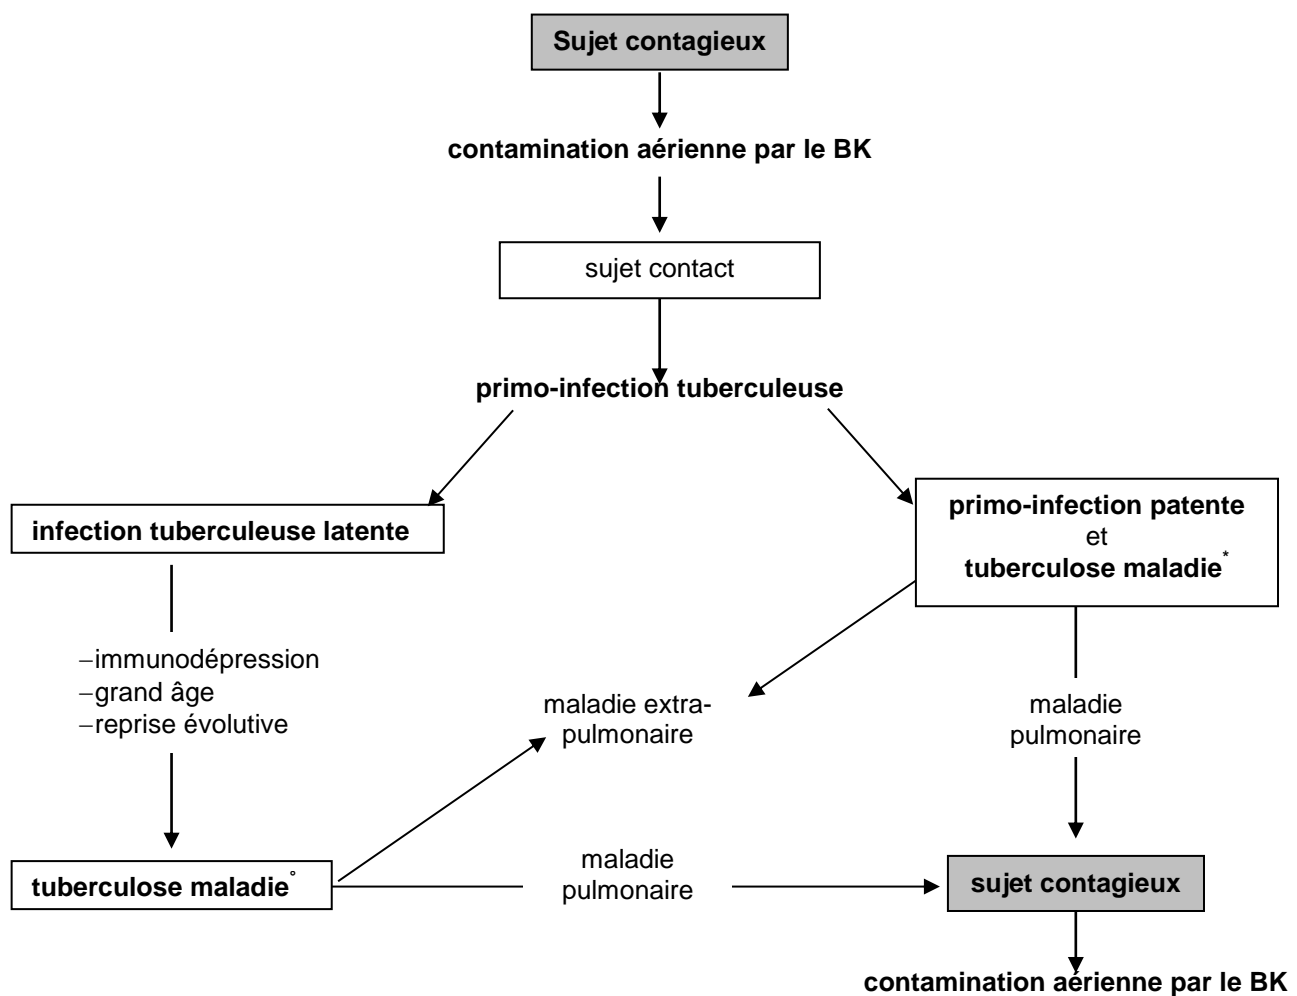 Sujet contagieux
contamination aérienne par le BK
sujet contact
primo-infection tuberculeuse
infection tuberculeuse latente
primo-infection patente
et
tuberculose maladie*
–immunodépression
–grand âge
–reprise évolutive
maladie extra-
pulmonaire
maladie
pulmonaire
tuberculose maladie°
maladie
pulmonaire
sujet contagieux
contamination aérienne par le BK